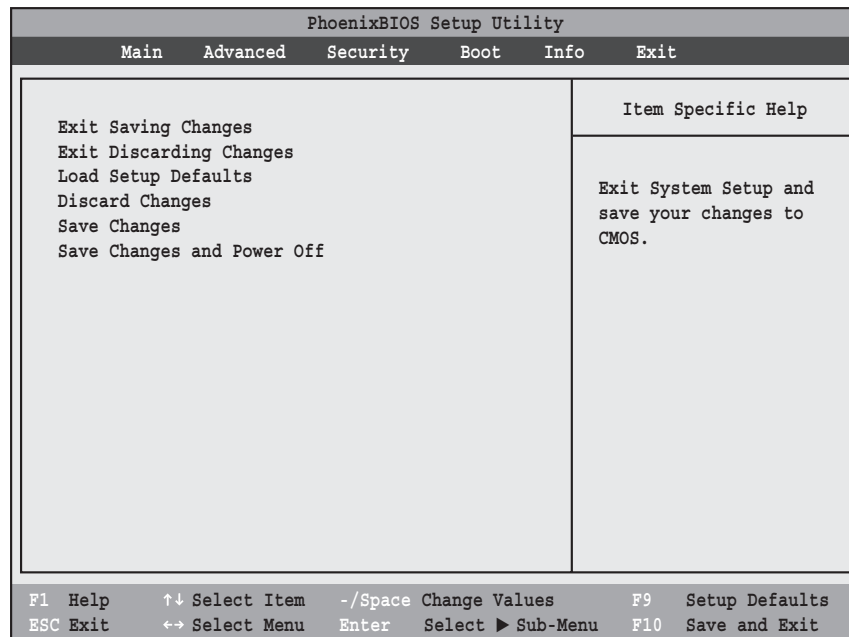 PhoenixBIOS Setup Utility
Main Advanced Security Boot Info Exit
Item Specific Help
Exit Saving Changes
Exit Discarding Changes
Load Setup Defaults
Discard Changes
Save Changes
Save Changes and Power Off
Exit System Setup and
save your changes to
CMOS.
F1 Help ↑↓ Select Item -/Space Change Values F9 Setup Defaults
ESC Exit ←→ Select Menu Enter Select ▶ Sub-Menu F10 Save and Exit